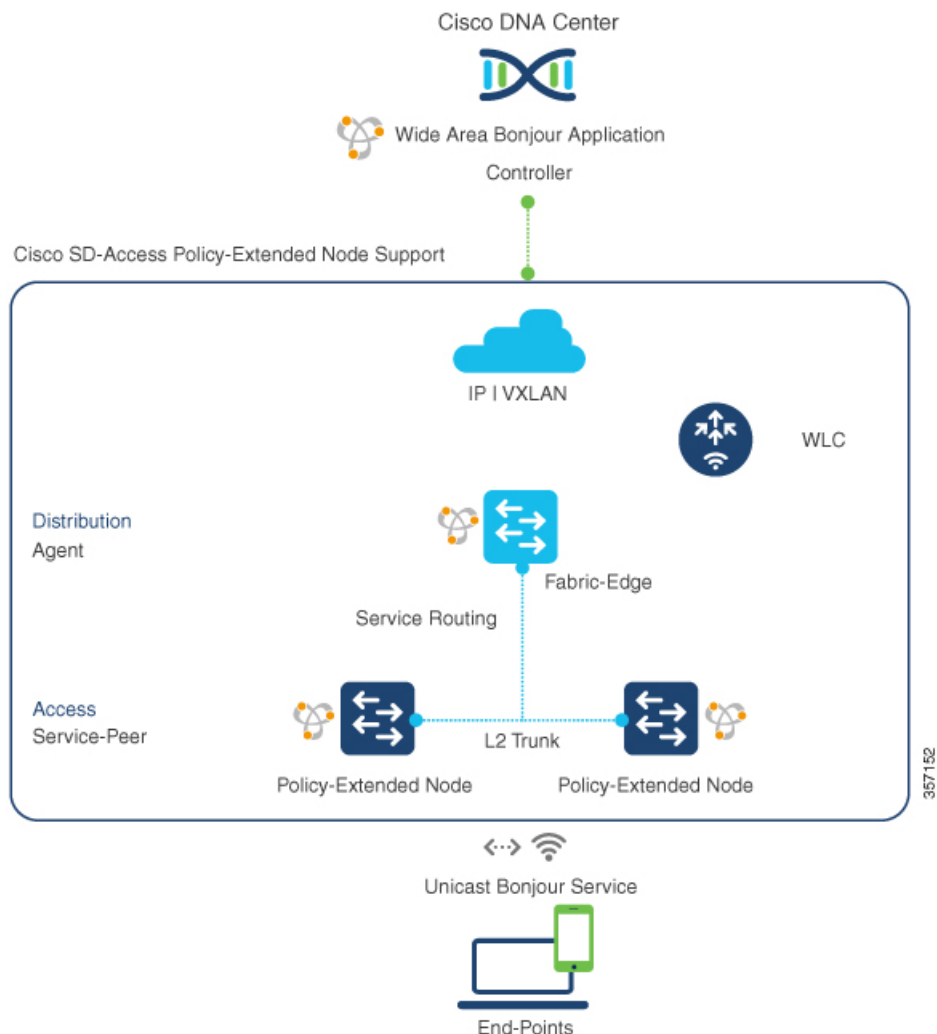 Cisco DNA Center
Wide Area Bonjour Application
Controller
Cisco SD-Access Policy-Extended Node Support
IP | VXLAN
WLC
Distribution
Agent
Fabric-Edge
Service Routing
Access
Service-Peer
L2 Trunk
Policy-Extended Node
Policy-Extended Node
357152
Unicast Bonjour Service
End-Points